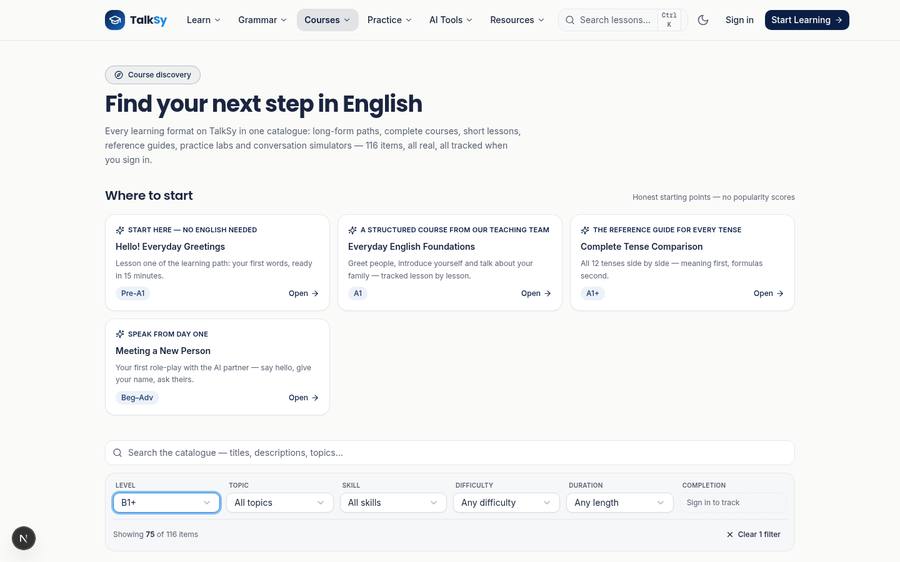 TalkSy
Learn
Grammar
Courses
Practice
AI Tools
Resources
Search lessons...
Ctrl
K
Sign in
Start Learning
Course discovery
Find your next step in English
Every learning format on TalkSy in one catalogue: long-form paths, complete courses, short lessons,
reference guides, practice labs and conversation simulators — 116 items, all real, all tracked when
you sign in.
Where to start
Honest starting points — no popularity scores
START HERE — NO ENGLISH NEEDED
Hello! Everyday Greetings
Lesson one of the learning path: your first words, ready
in 15 minutes.
Pre-A1
Open
A STRUCTURED COURSE FROM OUR TEACHING TEAM
Everyday English Foundations
Greet people, introduce yourself and talk about your
family — tracked lesson by lesson.
A1
Open
THE REFERENCE GUIDE FOR EVERY TENSE
Complete Tense Comparison
All 12 tenses side by side — meaning first, formulas
second.
A1+
Open
SPEAK FROM DAY ONE
Meeting a New Person
Your first role-play with the AI partner — say hello, give
your name, ask theirs.
Beg–Adv
Open
Search the catalogue — titles, descriptions, topics...
LEVEL
B1+
TOPIC
All topics
SKILL
All skills
DIFFICULTY
Any difficulty
DURATION
Any length
COMPLETION
Sign in to track
Showing 75 of 116 items
Clear 1 filter
N